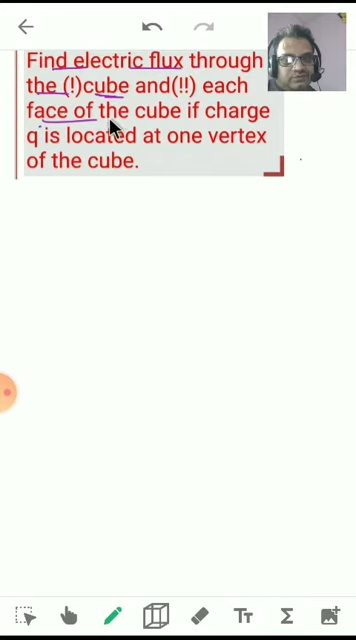 Find electric flux through
the (!)cube and(!!) each
face of the cube if charge
q is located at one vertex
of the cube.
Tт
Σ